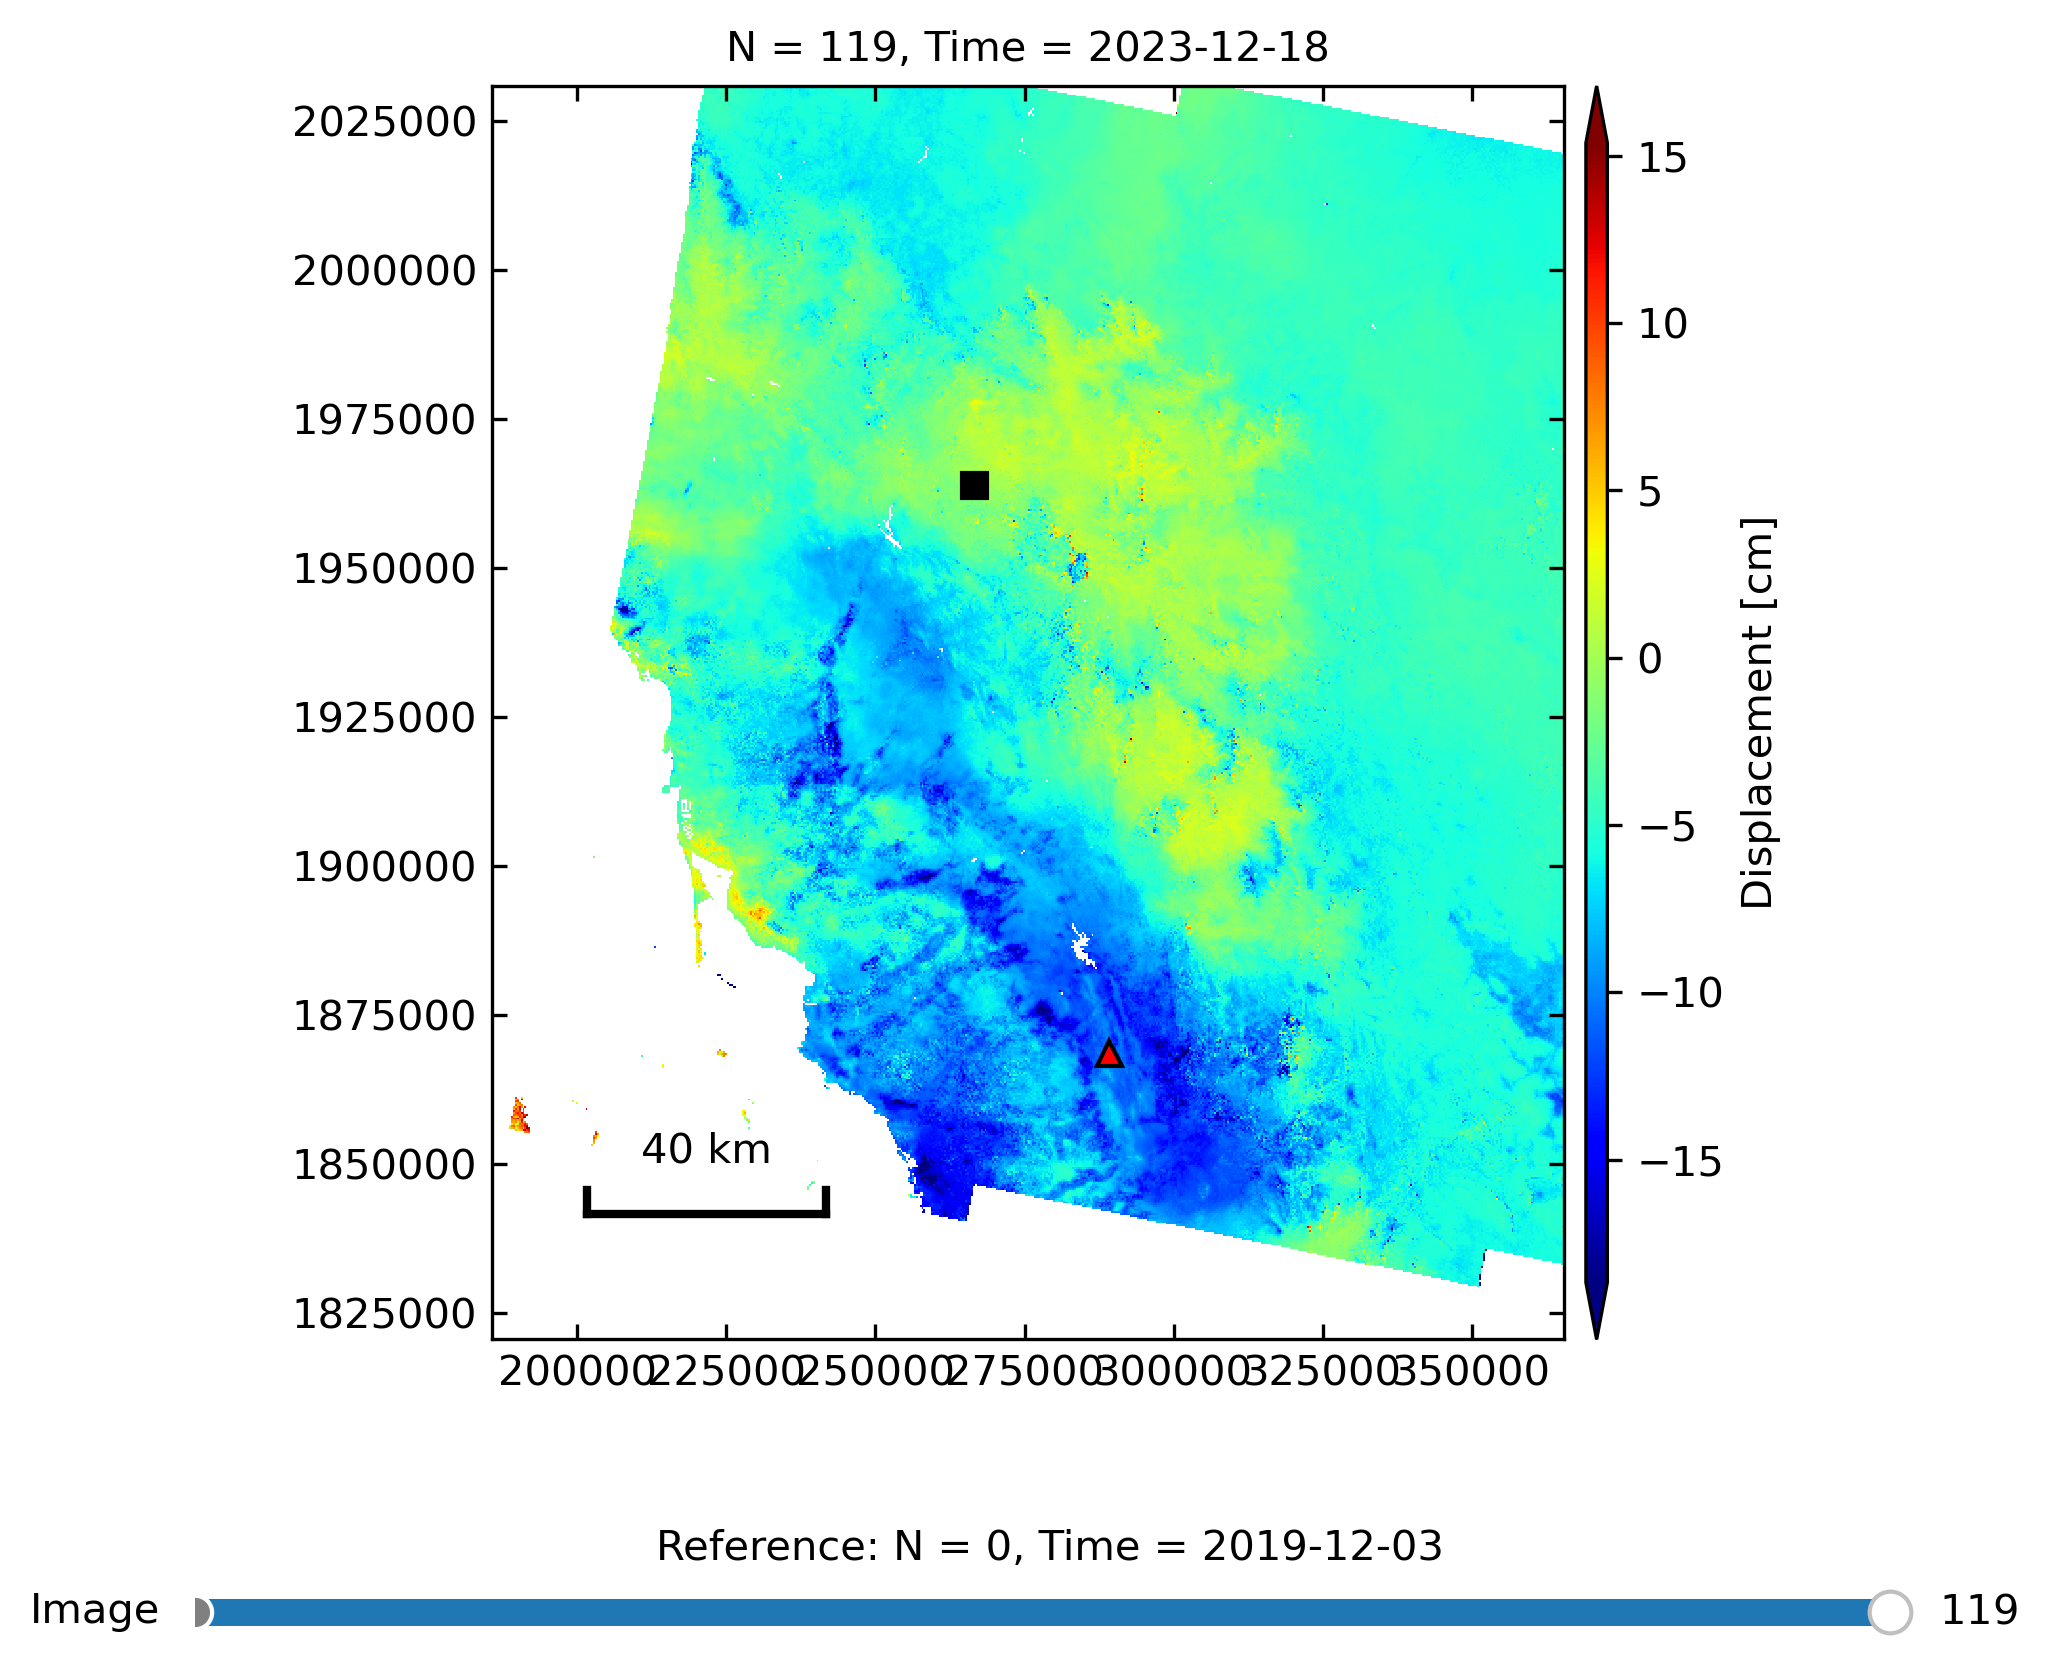 N = 119, Time = 2023-12-18
2025000
2000000
1975000
1950000
1925000
1900000
1875000
1850000
1825000
40 km
200000 225000 250000 275000 300000 325000 350000
15
10
5
0
−5
−10
−15
Displacement [cm]
Reference: N = 0, Time = 2019-12-03
Image 119